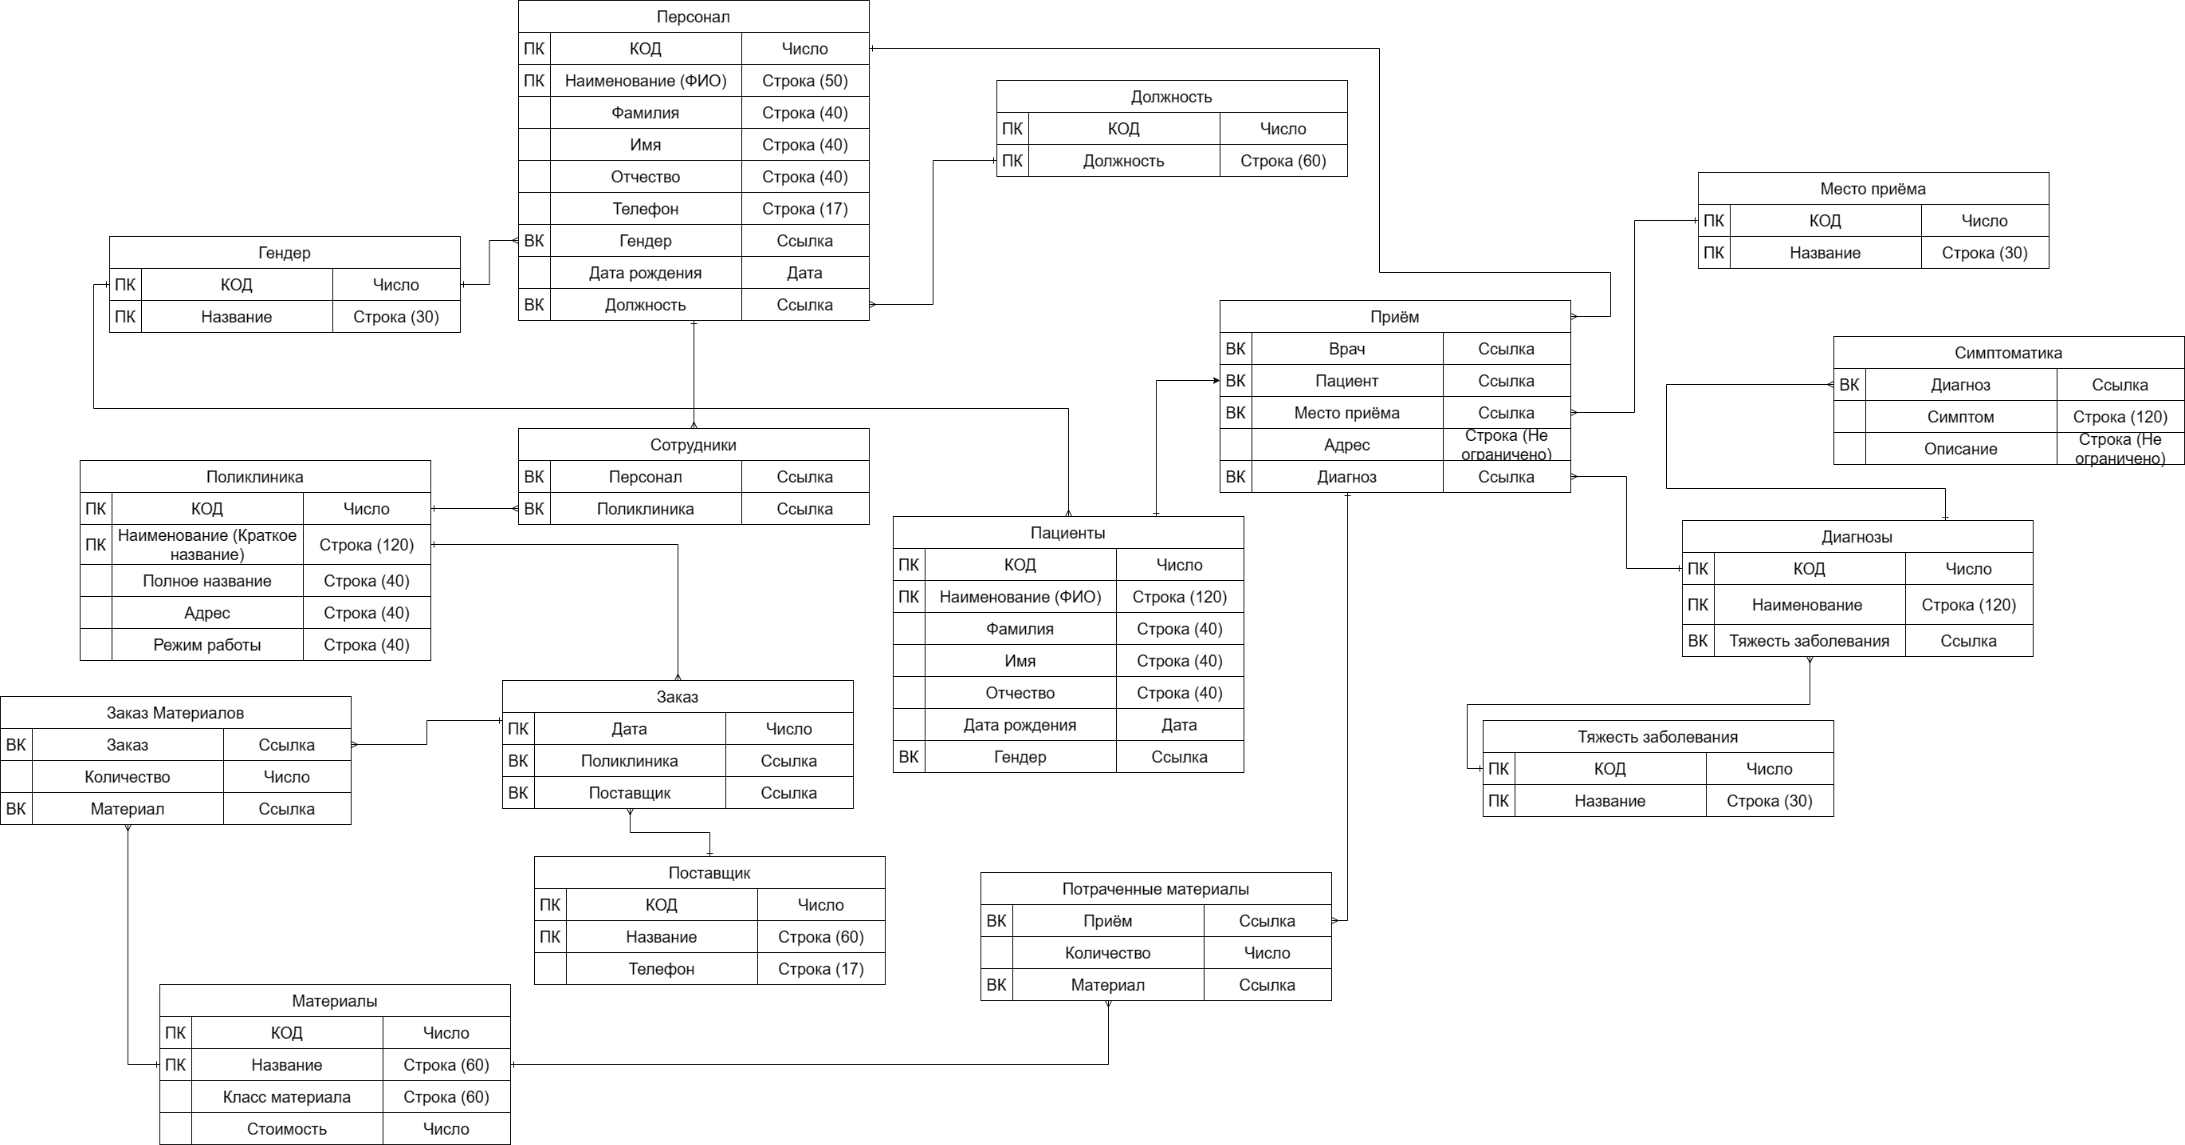 Персонал
ПК КОД Число
ПК Наименование (ФИО) Строка (50)
Фамилия Строка (40)
Имя Строка (40)
Отчество Строка (40)
Телефон Строка (17)
ВК Гендер Ссылка
Дата рождения Дата
ВК Должность Ссылка
Должность
ПК КОД Число
ПК Должность Строка (60)
Место приёма
ПК КОД Число
ПК Название Строка (30)
Гендер
ПК КОД Число
ПК Название Строка (30)
Приём
ВК Врач Ссылка
ВК Пациент Ссылка
ВК Место приёма Ссылка
Адрес Строка (Не
ограничено)
ВК Диагноз Ссылка
Симптоматика
ВК Диагноз Ссылка
Симптом Строка (120)
Описание Строка (Не
ограничено)
Сотрудники
ВК Персонал Ссылка
ВК Поликлиника Ссылка
Поликлиника
ПК КОД Число
ПК Наименование (Краткое
название) Строка (120)
Полное название Строка (40)
Адрес Строка (40)
Режим работы Строка (40)
Пациенты
ПК КОД Число
ПК Наименование (ФИО) Строка (120)
Фамилия Строка (40)
Имя Строка (40)
Отчество Строка (40)
Дата рождения Дата
ВК Гендер Ссылка
Диагнозы
ПК КОД Число
ПК Наименование Строка (120)
ВК Тяжесть заболевания Ссылка
Заказ Материалов
ВК Заказ Ссылка
Количество Число
ВК Материал Ссылка
Заказ
ПК Дата Число
ВК Поликлиника Ссылка
ВК Поставщик Ссылка
Тяжесть заболевания
ПК КОД Число
ПК Название Строка (30)
Поставщик
ПК КОД Число
ПК Название Строка (60)
Телефон Строка (17)
Потраченные материалы
ВК Приём Ссылка
Количество Число
ВК Материал Ссылка
Материалы
ПК КОД Число
ПК Название Строка (60)
Класс материала Строка (60)
Стоимость Число